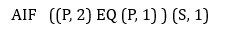 AIF ((P, 2) EQ (P, 1) ) (S, 1)